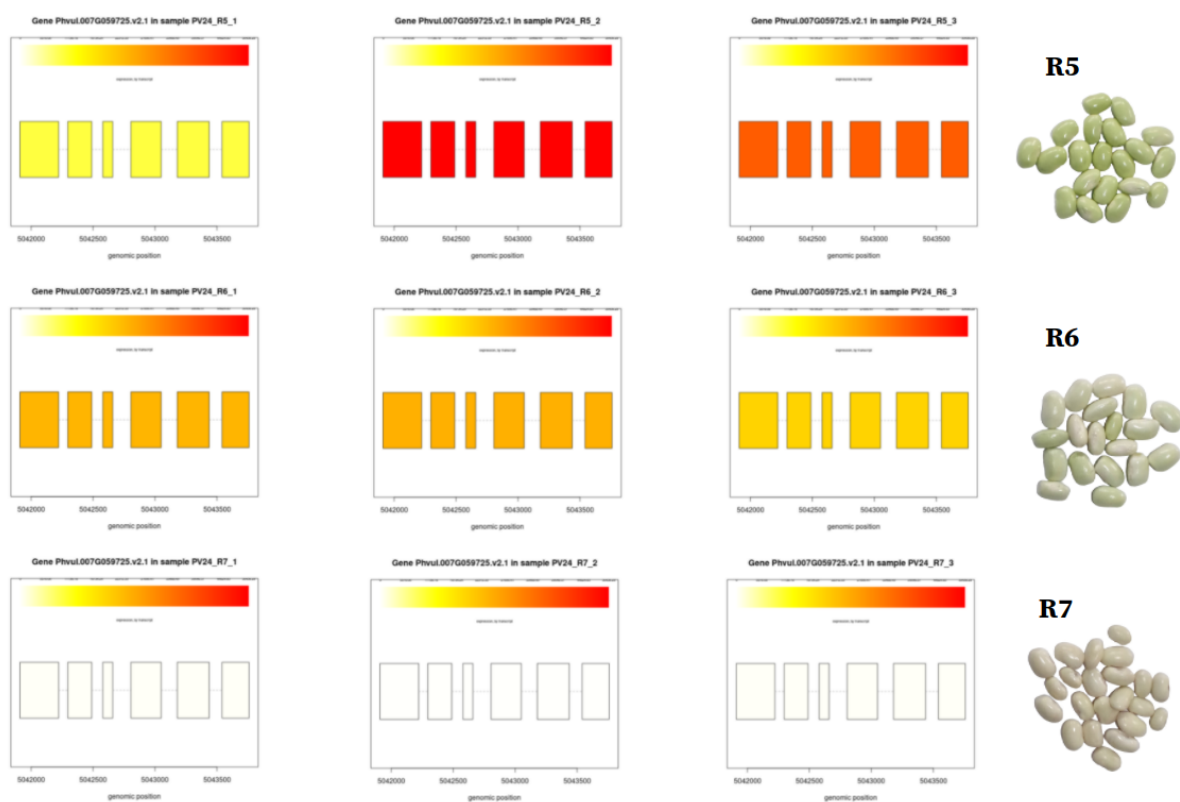 Gene Phvul.007G059725.v2.1 in sample PV24_R5_1
Gene Phvul.007G059725.v2.1 in sample PV24_R5_2
Gene Phvul.007G059725.v2.1 in sample PV24_R5_3
R5
5042000 5042500 5043000 5043500
genomic position
5042000 5042500 5043000 5043500
genomic position
5042000 5042500 5043000 5043500
genomic position
Gene Phvul.007G059725.v2.1 in sample PV24_R6_1
Gene Phvul.007G059725.v2.1 in sample PV24_R6_2
Gene Phvul.007G059725.v2.1 in sample PV24_R6_3
R6
5042000 5042500 5043000 5043500
genomic position
5042000 5042500 5043000 5043500
genomic position
5042000 5042500 5043000 5043500
genomic position
Gene Phvul.007G059725.v2.1 in sample PV24_R7_1
Gene Phvul.007G059725.v2.1 in sample PV24_R7_2
Gene Phvul.007G059725.v2.1 in sample PV24_R7_3
R7
5042000 5042500 5043000 5043500
genomic position
5042000 5042500 5043000 5043500
genomic position
5042000 5042500 5043000 5043500
genomic position